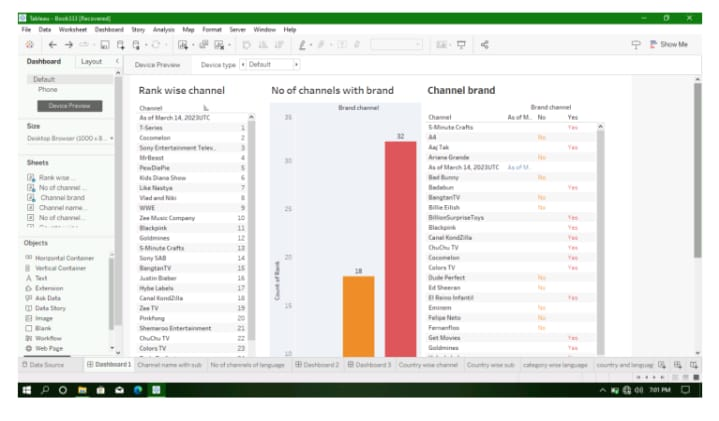 Tableau - Book333 [Recovered]
File Data Worksheet Dashboard Story Analysis Map Format Server Window Help
Show Me
Dashboard Layout
Device Preview Device type Default
Default
Phone
Device Preview
Size
Desktop Browser (1000 x 8...
Sheets
Rank wise ...
No of channel ...
Channel brand
Channel name...
No of channel...
Objects
Horizontal Container
Vertical Container
A Text
Extension
Ask Data
Data Story
Image
Blank
Workflow
Web Page
Rank wise channel
Channel
As of March 14, 2023UTC
T-Series 1
Cocomelon 2
Sony Entertainment Telev.. 3
MrBeast 4
PewDiePie 5
Kids Diana Show 6
Like Nastya 7
Vlad and Niki 8
WWE 9
Zee Music Company 10
Blackpink 11
Goldmines 12
5-Minute Crafts 13
Sony SAB 14
BangtanTV 15
Justin Bieber 16
Hybe Labels 17
Canal KondZilla 18
Zee TV 19
Pinkfong 20
Shemaroo Entertainment 21
ChuChu TV 22
Colors TV 23
No of channels with brand
Brand channel
35
32
30
25
20
18
15
10
Count of Rank
Channel brand
Brand channel
Channel As of M.. No Yes
5-Minute Crafts Yes
A4 No
Aaj Tak Yes
Ariana Grande No
As of March 14, 2023UTC As of M..
Bad Bunny No
Badabun Yes
BangtanTV No
Billie Eilish No
BillionSurpriseToys Yes
Blackpink Yes
Canal KondZilla Yes
ChuChu TV Yes
Cocomelon Yes
Colors TV Yes
Dude Perfect No
Ed Sheeran No
El Reino Infantil Yes
Eminem No
Felipe Neto No
Fernanfloo No
Get Movies Yes
Goldmines Yes
Data Source Dashboard 1 Channel name with sub No of channels of language Dashboard 2 Dashboard 3 Country wise channel Country wise sub category wise language country and languag
7:01 PM